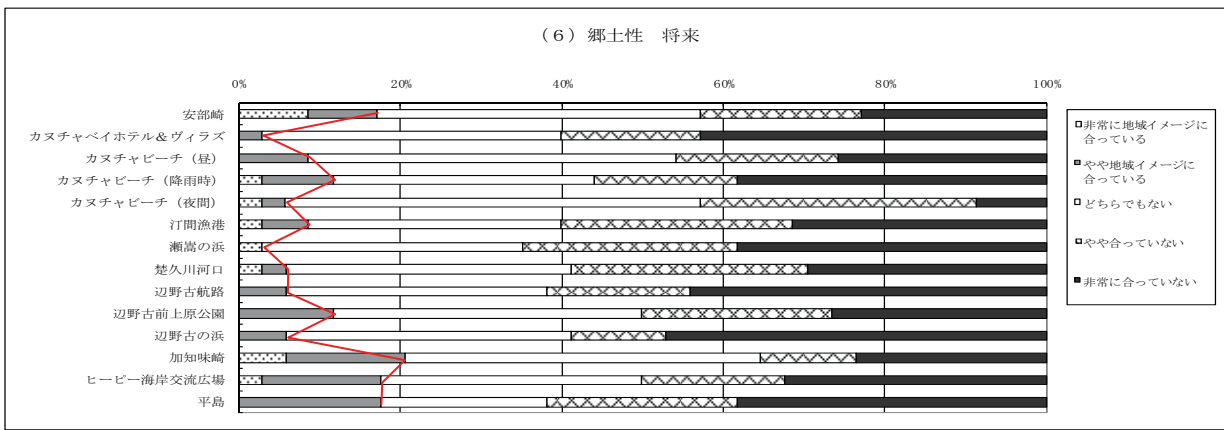 （６）郷土性　将来
0%
20%
40%
60%
80%
100%
安部崎
カヌチャベイホテル＆ヴィラズ
カヌチャビーチ（昼）
カヌチャビーチ（降雨時）
カヌチャビーチ（夜間）
汀間漁港
瀬嵩の浜
楚久川河口
辺野古航路
辺野古前上原公園
辺野古の浜
加知味崎
ヒーピー海岸交流広場
平島
非常に地域イメージに
合っている
やや地域イメージに
合っている
どちらでもない
やや合っていない
非常に合っていない